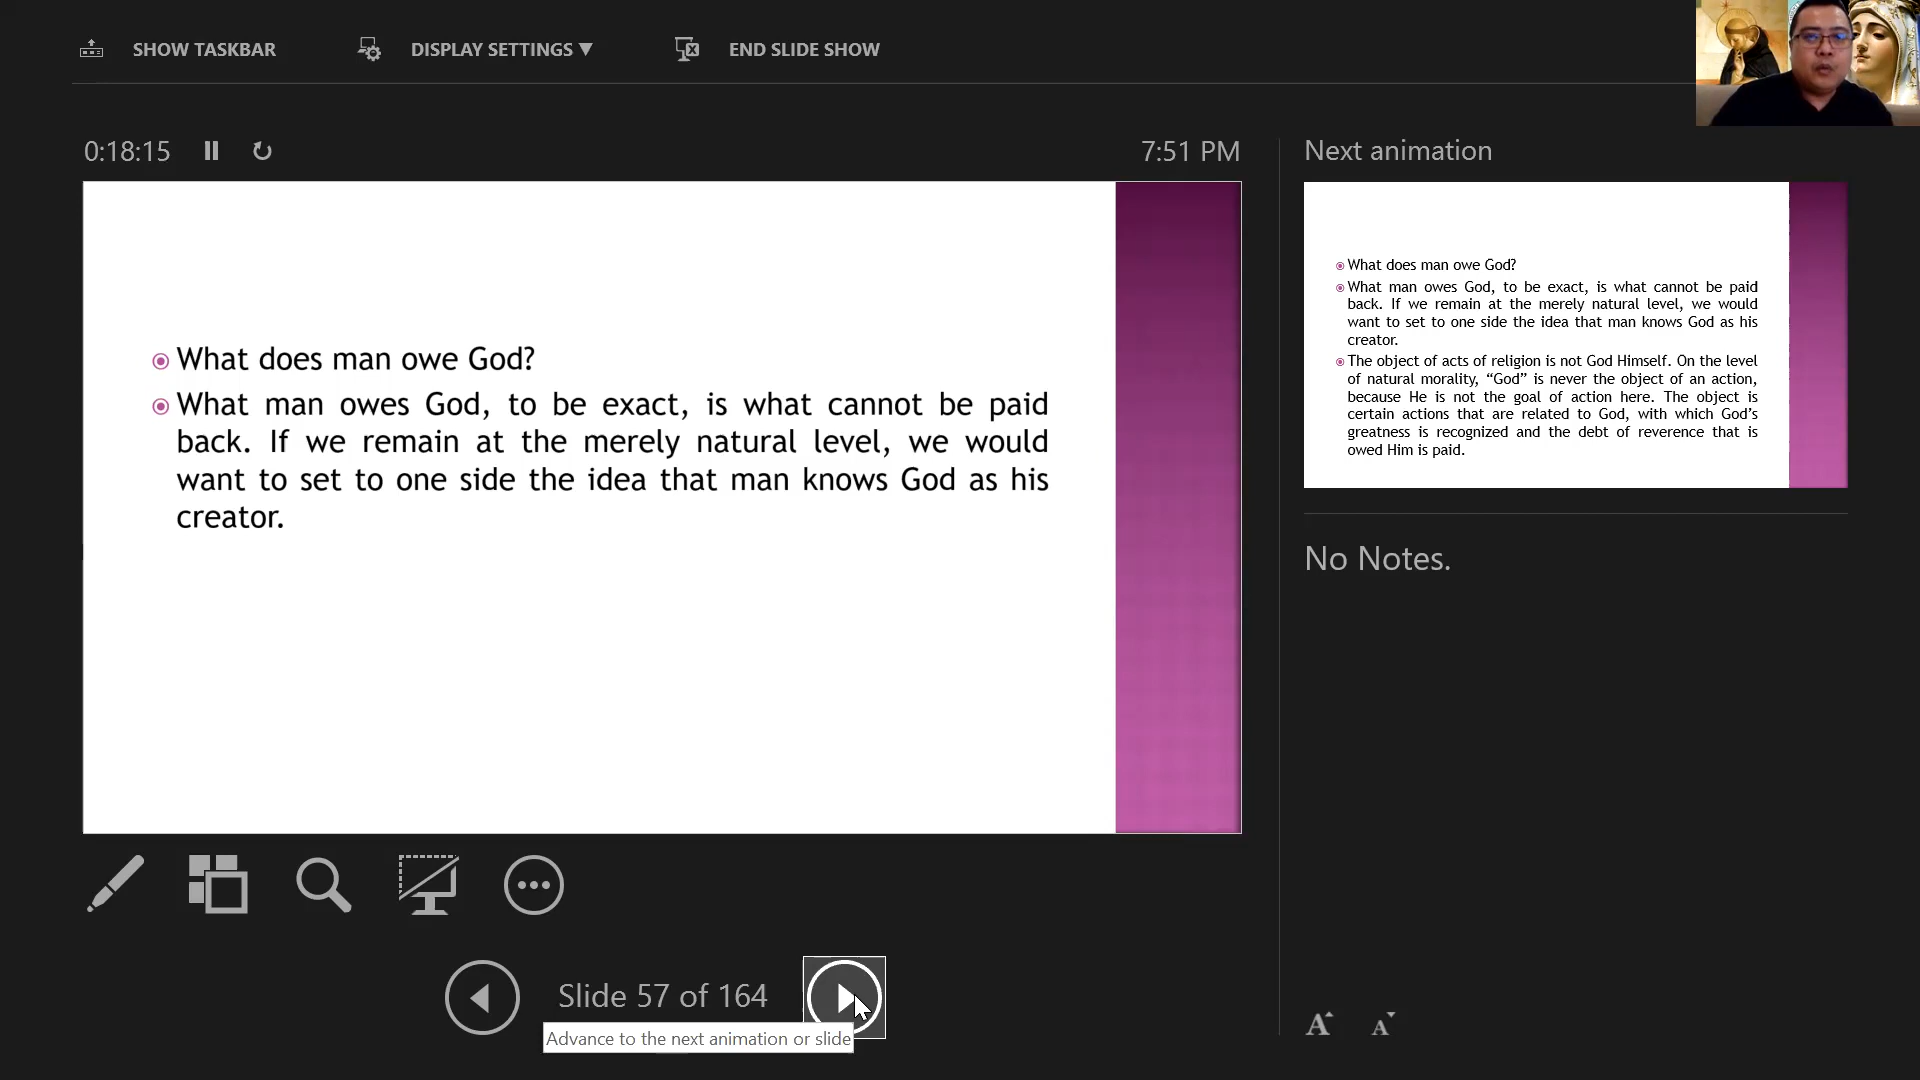 SHOW TASKBAR
DISPLAY SETTINGS ▼
END SLIDE SHOW
0:18:15
7:51 PM
Next animation
What does man owe God?
What man owes God, to be exact, is what cannot be paid
back. If we remain at the merely natural level, we would
want to set to one side the idea that man knows God as his
creator.
What does man owe God?
What man owes God, to be exact, is what cannot be paid
back. If we remain at the merely natural level, we would
want to set to one side the idea that man knows God as his
creator.
The object of acts of religion is not God Himself. On the level
of natural morality, “God” is never the object of an action,
because He is not the goal of action here. The object is
certain actions that are related to God, with which God’s
greatness is recognized and the debt of reverence that is
owed Him is paid.
No Notes.
Slide 57 of 164
Advance to the next animation or slide
A A